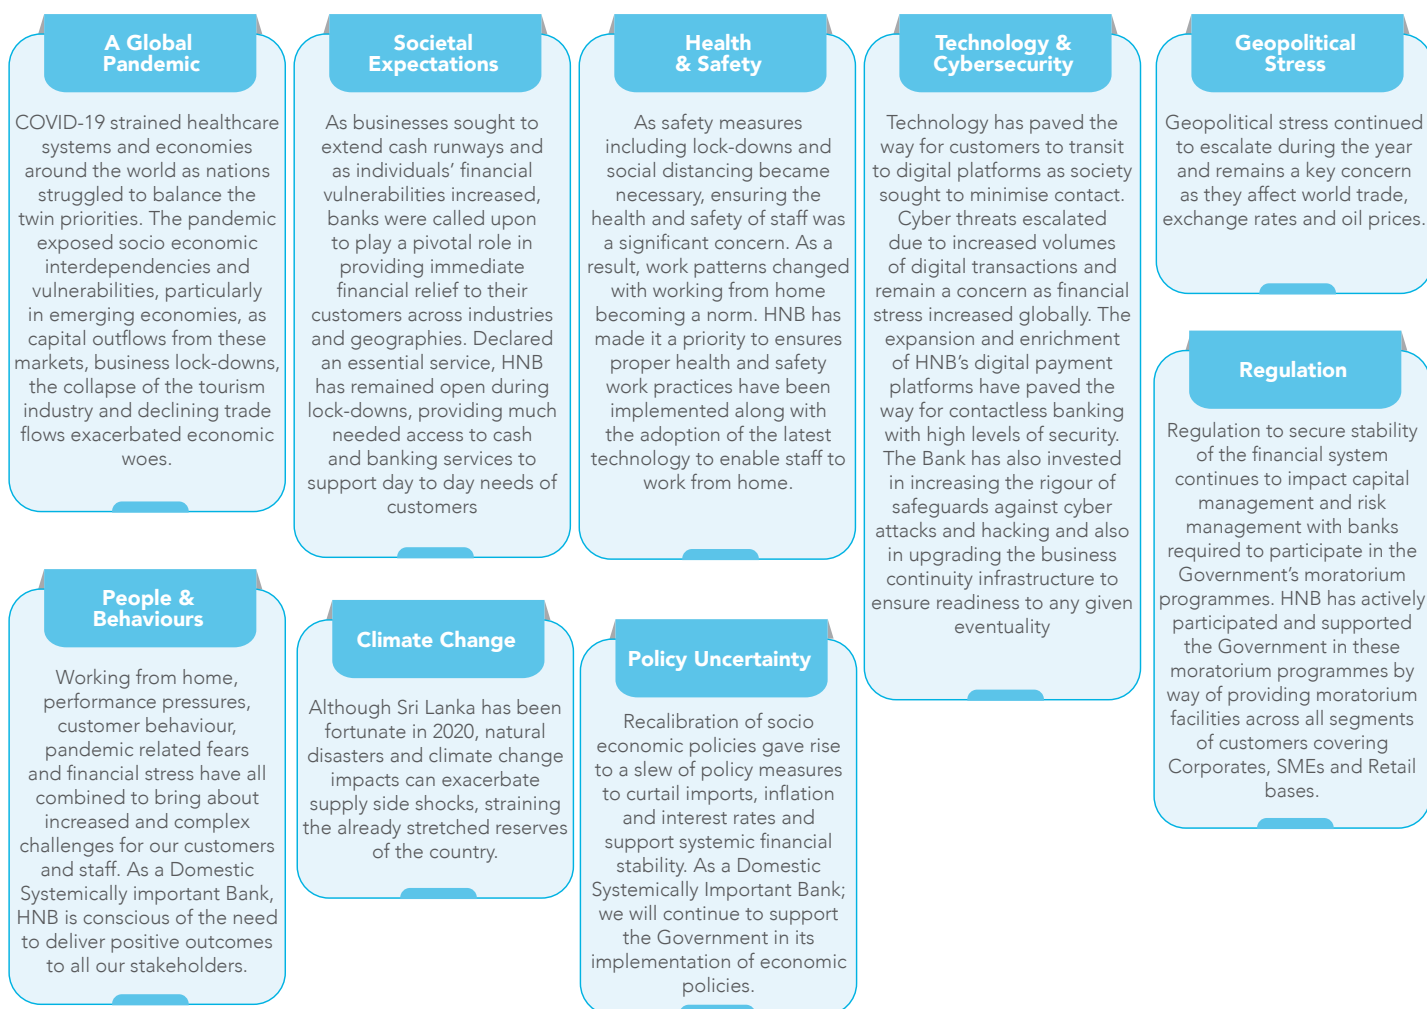 A Global
Pandemic
COVID-19 strained healthcare
systems and economies
around the world as nations
struggled to balance the
twin priorities. The pandemic
exposed socio economic
interdependencies and
vulnerabilities, particularly
in emerging economies, as
capital outflows from these
markets, business lock-downs,
the collapse of the tourism
industry and declining trade
flows exacerbated economic
woes.
Societal
Expectations
As businesses sought to
extend cash runways and
as individuals’ financial
vulnerabilities increased,
banks were called upon
to play a pivotal role in
providing immediate
financial relief to their
customers across industries
and geographies. Declared
an essential service, HNB
has remained open during
lock-downs, providing much
needed access to cash
and banking services to
support day to day needs of
customers
Health
& Safety
As safety measures
including lock-downs and
social distancing became
necessary, ensuring the
health and safety of staff was
a significant concern. As a
result, work patterns changed
with working from home
becoming a norm. HNB has
made it a priority to ensures
proper health and safety
work practices have been
implemented along with
the adoption of the latest
technology to enable staff to
work from home.
Technology &
Cybersecurity
Technology has paved the
way for customers to transit
to digital platforms as society
sought to minimise contact.
Cyber threats escalated
due to increased volumes
of digital transactions and
remain a concern as financial
stress increased globally. The
expansion and enrichment
of HNB’s digital payment
platforms have paved the
way for contactless banking
with high levels of security.
The Bank has also invested
in increasing the rigour of
safeguards against cyber
attacks and hacking and also
in upgrading the business
continuity infrastructure to
ensure readiness to any given
eventuality
Geopolitical
Stress
Geopolitical stress continued
to escalate during the year
and remains a key concern
as they affect world trade,
exchange rates and oil prices.
Regulation
Regulation to secure stability
of the financial system
continues to impact capital
management and risk
management with banks
required to participate in the
Government’s moratorium
programmes. HNB has actively
participated and supported
the Government in these
moratorium programmes by
way of providing moratorium
facilities across all segments
of customers covering
Corporates, SMEs and Retail
bases.
People &
Behaviours
Working from home,
performance pressures,
customer behaviour,
pandemic related fears
and financial stress have all
combined to bring about
increased and complex
challenges for our customers
and staff. As a Domestic
Systemically important Bank,
HNB is conscious of the need
to deliver positive outcomes
to all our stakeholders.
Climate Change
Although Sri Lanka has been
fortunate in 2020, natural
disasters and climate change
impacts can exacerbate
supply side shocks, straining
the already stretched reserves
of the country.
Policy Uncertainty
Recalibration of socio
economic policies gave rise
to a slew of policy measures
to curtail imports, inflation
and interest rates and
support systemic financial
stability. As a Domestic
Systemically Important Bank;
we will continue to support
the Government in its
implementation of economic
policies.